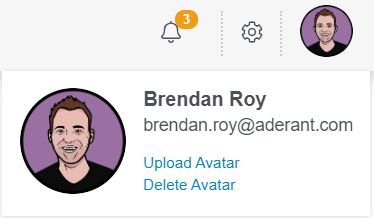 3
Brendan Roy
brendan.roy@aderant.com
Upload Avatar
Delete Avatar